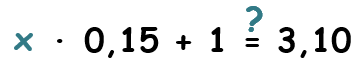 x · 0,15 + 1 ≟ 3,10